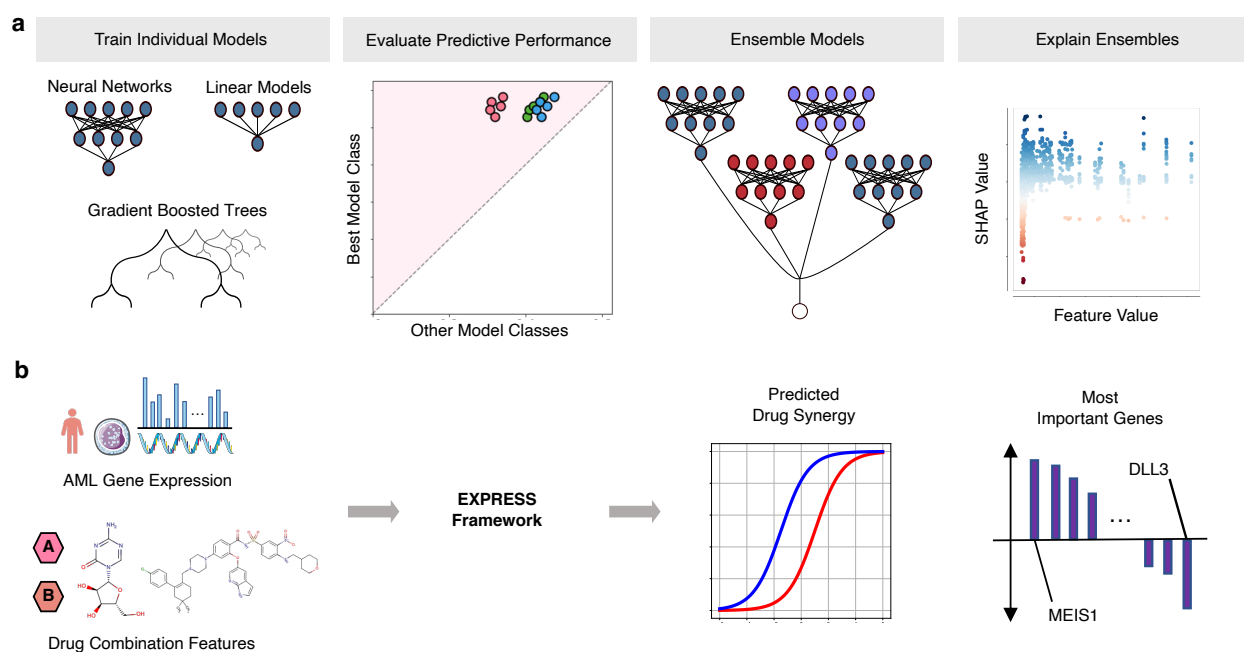 a
Train Individual Models
Evaluate Predictive Performance
Ensemble Models
Explain Ensembles
Neural Networks
Linear Models
Gradient Boosted Trees
Best Model Class
Other Model Classes
SHAP Value
Feature Value
b
AML Gene Expression
A
B
Drug Combination Features
EXPRESS
Framework
Predicted
Drug Synergy
Most
Important Genes
DLL3
...
MEIS1